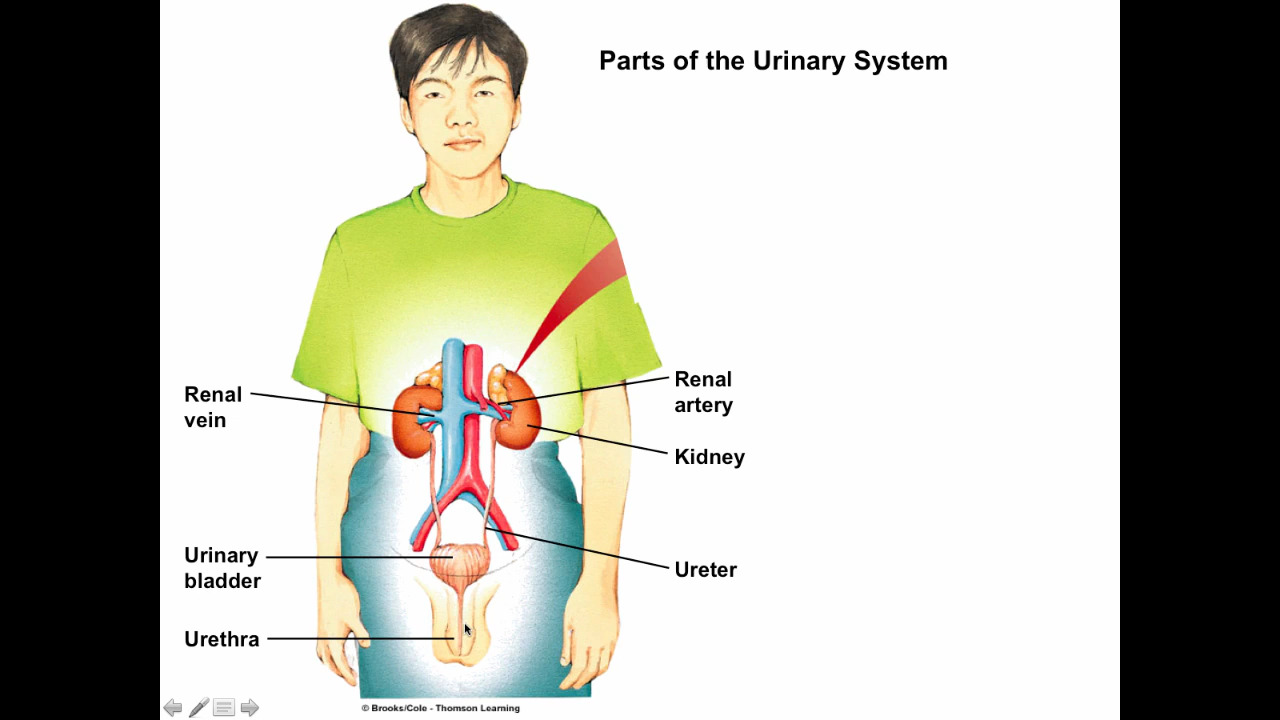 Parts of the Urinary System
Renal
vein
Renal
artery
Kidney
Urinary
bladder
Ureter
Urethra
© Brooks/Cole - Thomson Learning